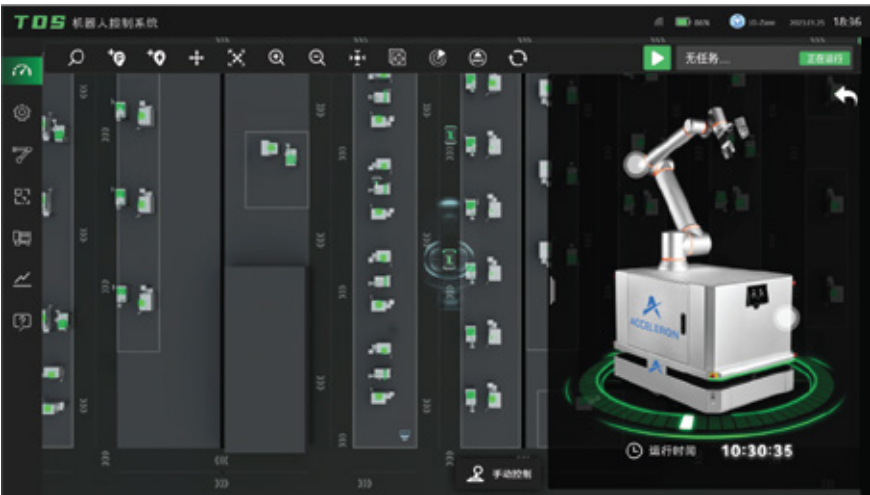 TOS 机器人控制系统
86% 18:36
无任务... 正在运行
ACCELERON
运行时间 10:30:35
手动控制